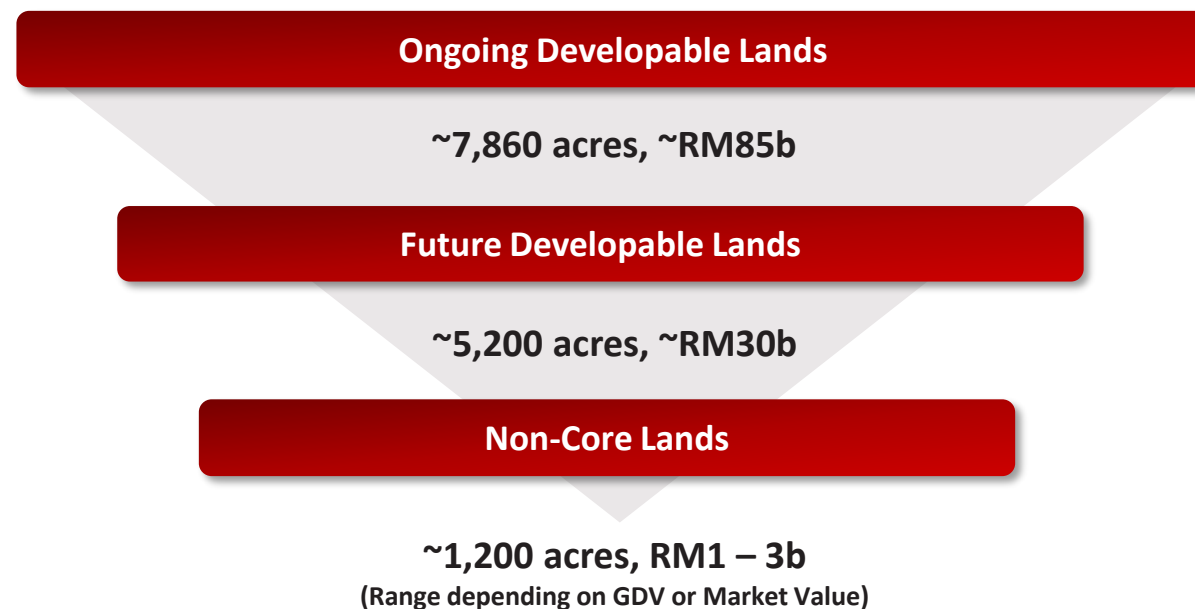 Ongoing Developable Lands
~7,860 acres, ~RM85b
Future Developable Lands
~5,200 acres, ~RM30b
Non-Core Lands
~1,200 acres, RM1 – 3b
(Range depending on GDV or Market Value)